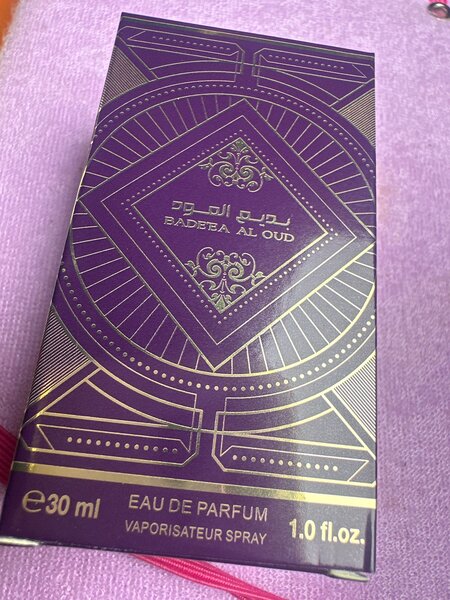 بديع العود
BADEEA AL OUD
℮30 ml
EAU DE PARFUM
VAPORISATEUR SPRAY
1.0 fl.oz.